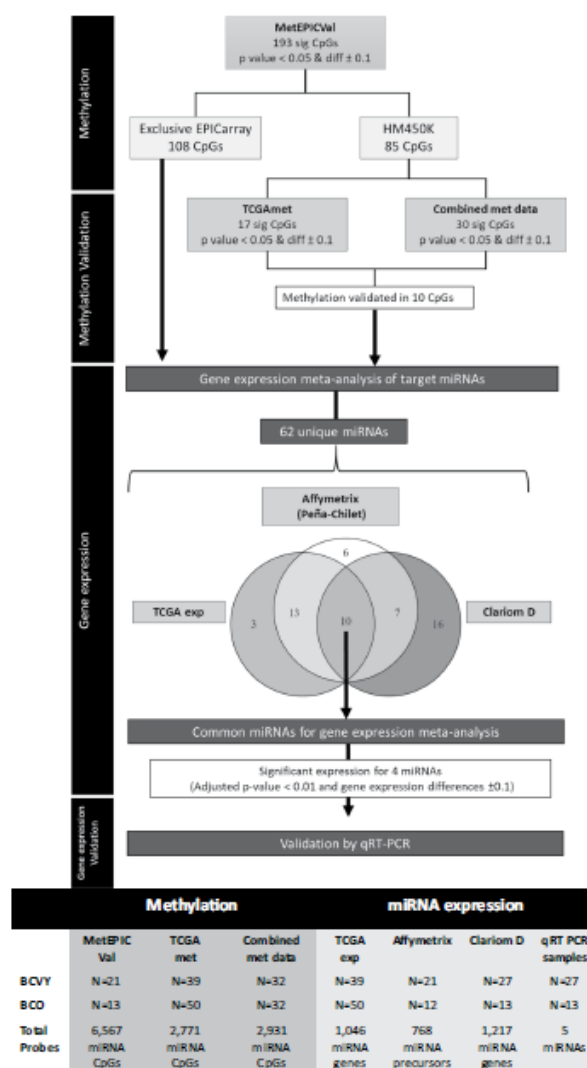 MetEPICVal
193 sig CpGs
p value < 0.05 & diff ± 0.1
Methylation
Exclusive EPICarray
108 CpGs
HM450K
85 CpGs
Methylation Validation
TCGAmet
17 sig CpGs
p value < 0.05 & diff ± 0.1
Combined met data
30 sig CpGs
p value < 0.05 & diff ± 0.1
Methylation validated in 10 CpGs
Gene expression
Gene expression meta-analysis of target miRNAs
62 unique miRNAs
Affymetrix
(Peña-Chilet)
6
TCGA exp
3
13
10
7
16
Clariom D
Common miRNAs for gene expression meta-analysis
Significant expression for 4 miRNAs
(Adjusted p-value < 0.01 and gene expression differences ±0.1)
Gene expression
Validation
Validation by qRT-PCR
Methylation miRNA expression
MetEPIC TCGA Combined TCGA Affymetrix Clariom D qRT PCR
Val met met data exp samples
BCVY N=21 N=39 N=32 N=39 N=21 N=27 N=27
BCO N=13 N=50 N=32 N=50 N=12 N=13 N=13
Total 6,567 2,771 2,931 1,046 768 1,217 5
Probes miRNA miRNA miRNA miRNA miRNA miRNA miRNAs
CpGs CpGs CpGs genes precursors genes